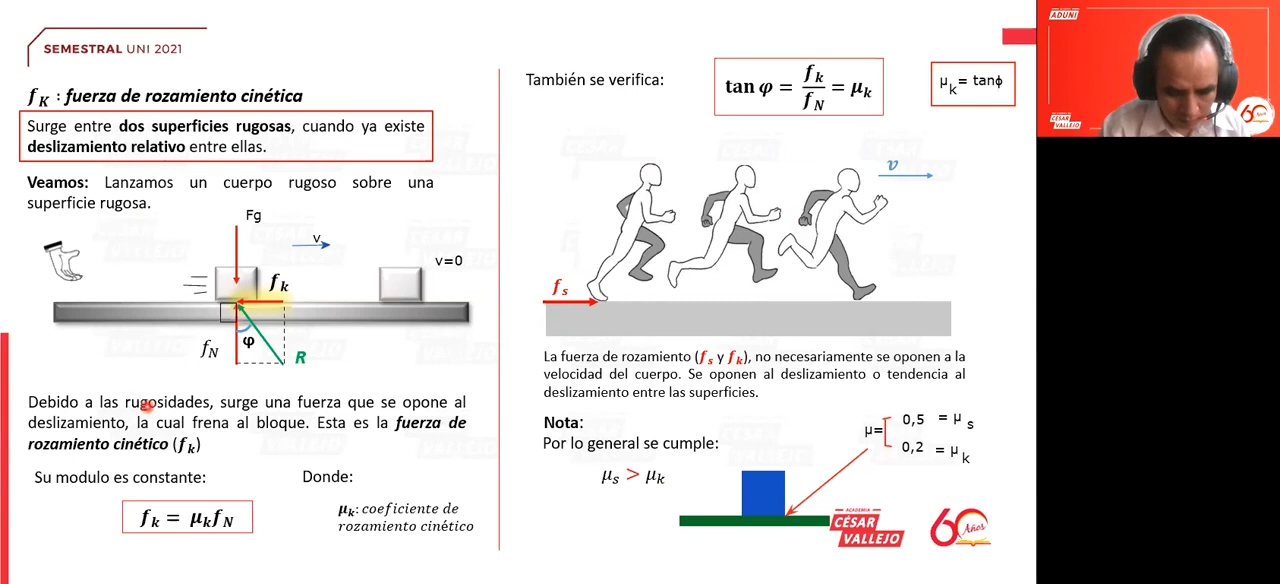 SEMESTRAL UNI 2021
f_K : fuerza de rozamiento cinética
Surge entre dos superficies rugosas, cuando ya existe
deslizamiento relativo entre ellas.
Veamos: Lanzamos un cuerpo rugoso sobre una
superficie rugosa.
Fg
v
v=0
f_k
f_N
φ
R
Debido a las rugosidades, surge una fuerza que se opone al
deslizamiento, la cual frena al bloque. Esta es la fuerza de
rozamiento cinético (f_k)
Su modulo es constante:
Donde:
f_k = μ_k f_N
μ_k: coeficiente de
rozamiento cinético
También se verifica:
tan φ = f_k / f_N = μ_k
μ_k = tanϕ
v
f_s
La fuerza de rozamiento (f_s y f_k), no necesariamente se oponen a la
velocidad del cuerpo. Se oponen al deslizamiento o tendencia al
deslizamiento entre las superficies.
Nota:
Por lo general se cumple:
μ_s > μ_k
μ=
0,5 = μ_s
0,2 = μ_k
ACADEMIA
CÉSAR
VALLEJO
60 Años
ADUNI
CÉSAR
VALLEJO
60 Años